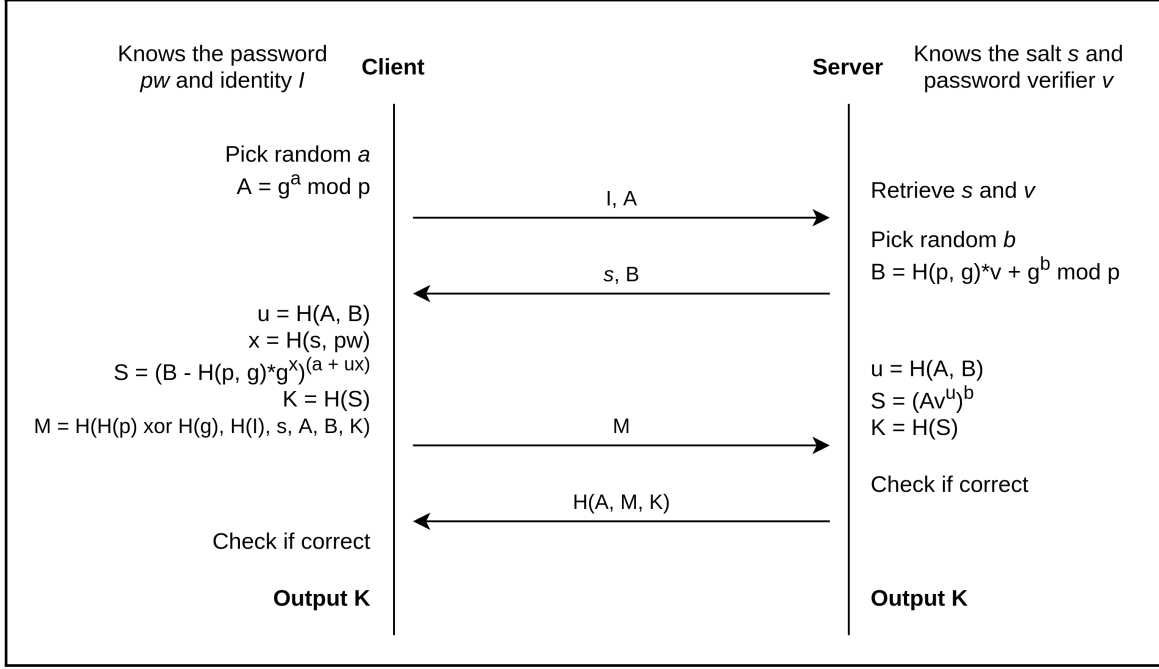 Knows the password
pw and identity I
Client
Server
Knows the salt s and
password verifier v
Pick random a
A = g^a mod p
I, A
Retrieve s and v
Pick random b
B = H(p, g)*v + g^b mod p
s, B
u = H(A, B)
x = H(s, pw)
S = (B - H(p, g)*g^x)^(a + ux)
K = H(S)
M = H(H(p) xor H(g), H(I), s, A, B, K)
u = H(A, B)
S = (Av^u)^b
K = H(S)
M
Check if correct
H(A, M, K)
Check if correct
Output K
Output K